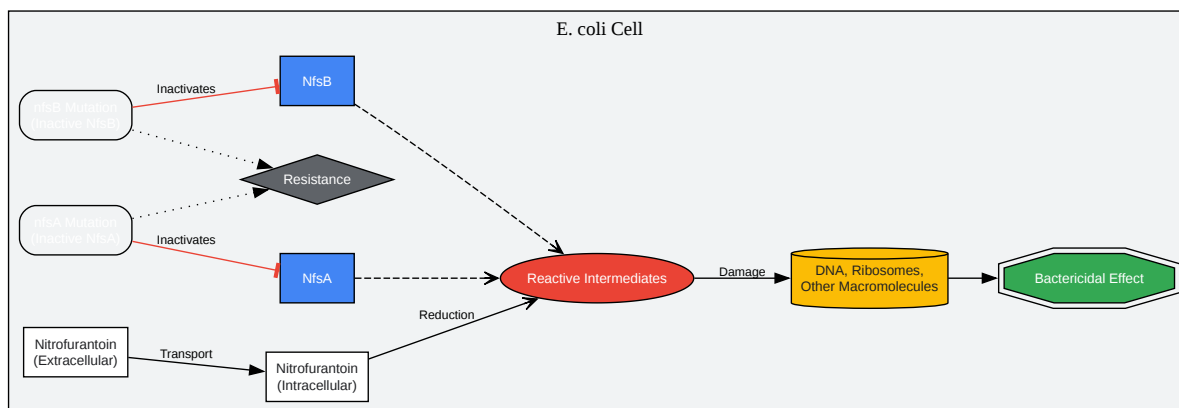 E. coli Cell
NfsB
Inactivates
nfsB Mutation
(Inactive NfsB)
Resistance
nfsA Mutation
(Inactive NfsA)
Inactivates
NfsA
Reactive Intermediates
Damage
DNA, Ribosomes,
Other Macromolecules
Bactericidal Effect
Reduction
Nitrofurantoin
(Extracellular)
Transport
Nitrofurantoin
(Intracellular)